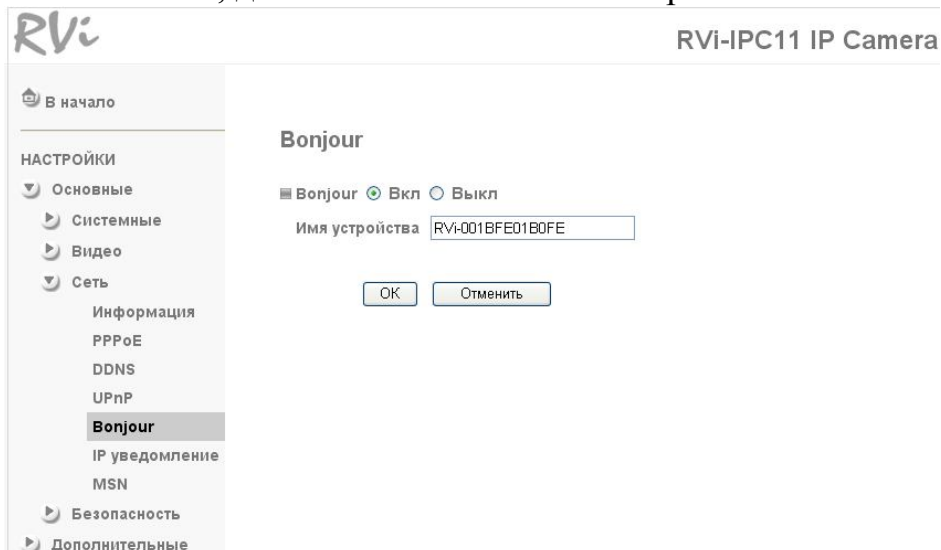 RVi
RVi-IPC11 IP Camera
В начало
НАСТРОЙКИ
Основные
Системные
Видео
Сеть
Информация
PPPoE
DDNS
UPnP
Bonjour
IP уведомление
MSN
Безопасность
Дополнительные
Bonjour
Bonjour Вкл Выкл
Имя устройства RVi-001BFE01B0FE
OK Отменить